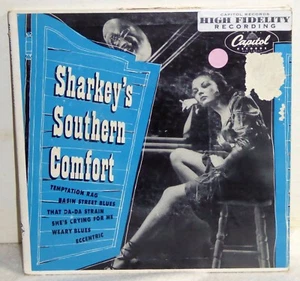 CAPITOL RECORDS
HIGH FIDELITY
RECORDING
Capitol
RECORDS
Sharkey's
Southern
Comfort
TEMPTATION RAG
BASIN STREET BLUES
THAT DA-DA STRAIN
SHE'S CRYING FOR ME
WEARY BLUES
ECCENTRIC